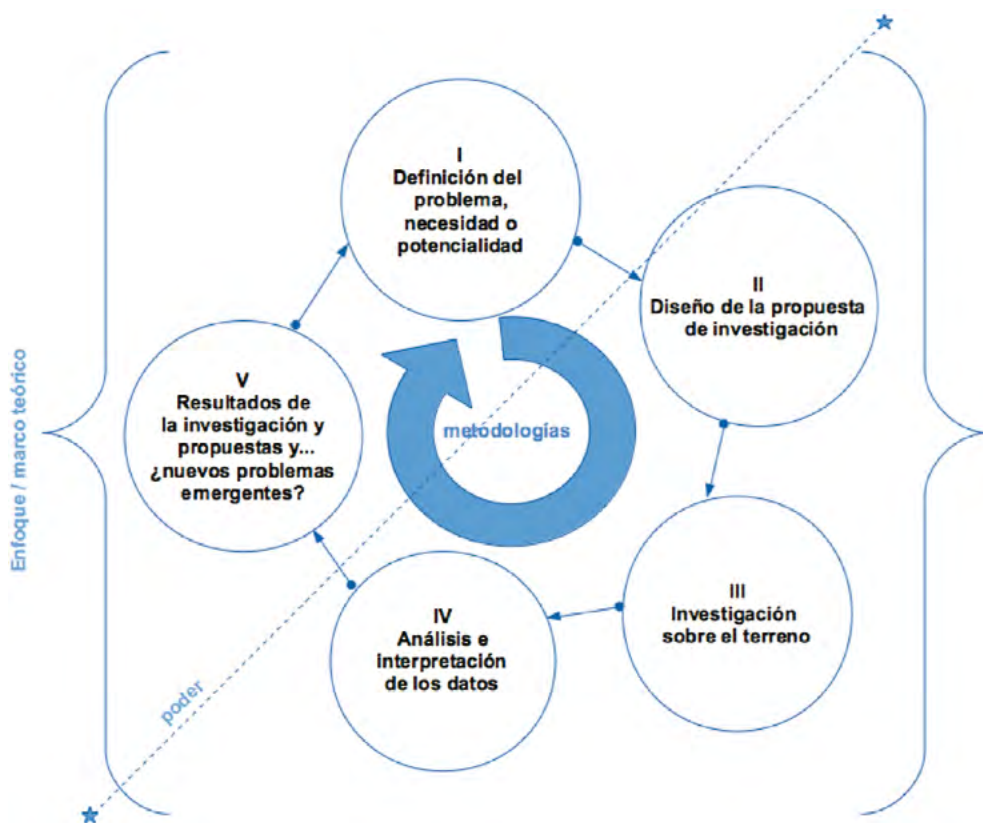 I
Definición del
problema,
necesidad o
potencialidad
II
Diseño de la propuesta
de investigación
III
Investigación
sobre el terreno
IV
Análisis e
interpretación
de los datos
V
Resultados de
la investigación y
propuestas y...
¿nuevos problemas
emergentes?
metódologías
poder
Enfoque / marco teórico